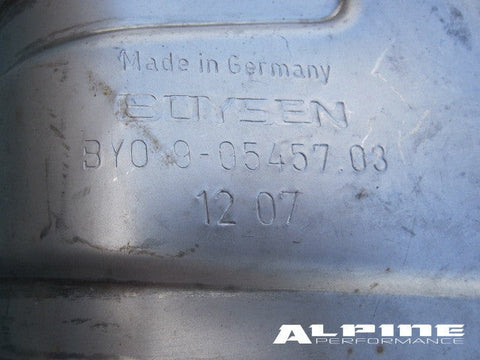 Made in Germany
BOYSEN
BYO 9-05457.03
12 07
ALPINE
PERFORMANCE